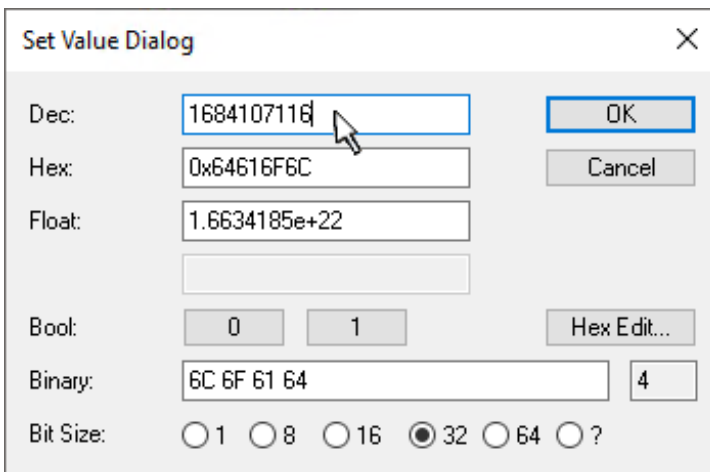 Set Value Dialog
Dec: 1684107116 OK
Hex: 0x64616F6C Cancel
Float: 1.6634185e+22
Bool: 0 1 Hex Edit...
Binary: 6C 6F 61 64 4
Bit Size: 1 8 16 32 64 ?